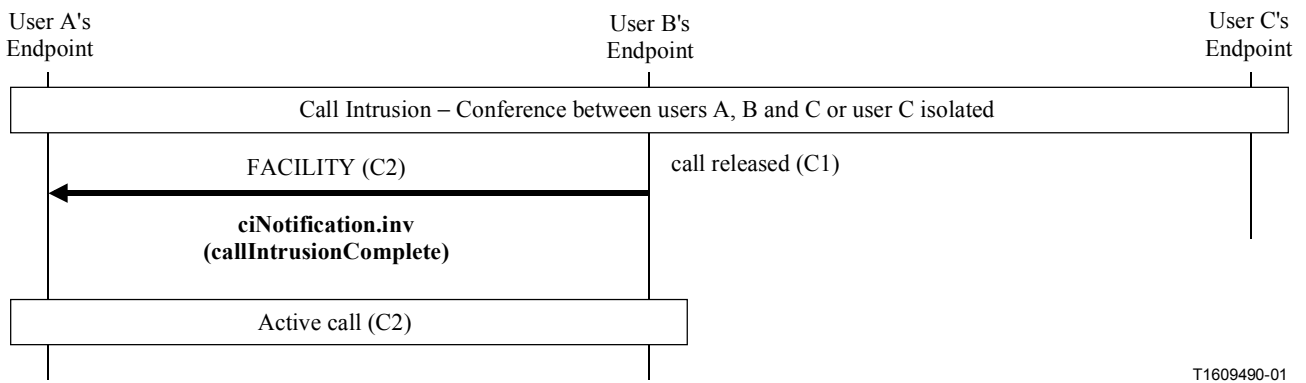 User A's
Endpoint
User B's
Endpoint
User C's
Endpoint
Call Intrusion – Conference between users A, B and C or user C isolated
FACILITY (C2)
call released (C1)
ciNotification.inv
(callIntrusionComplete)
Active call (C2)
T1609490-01